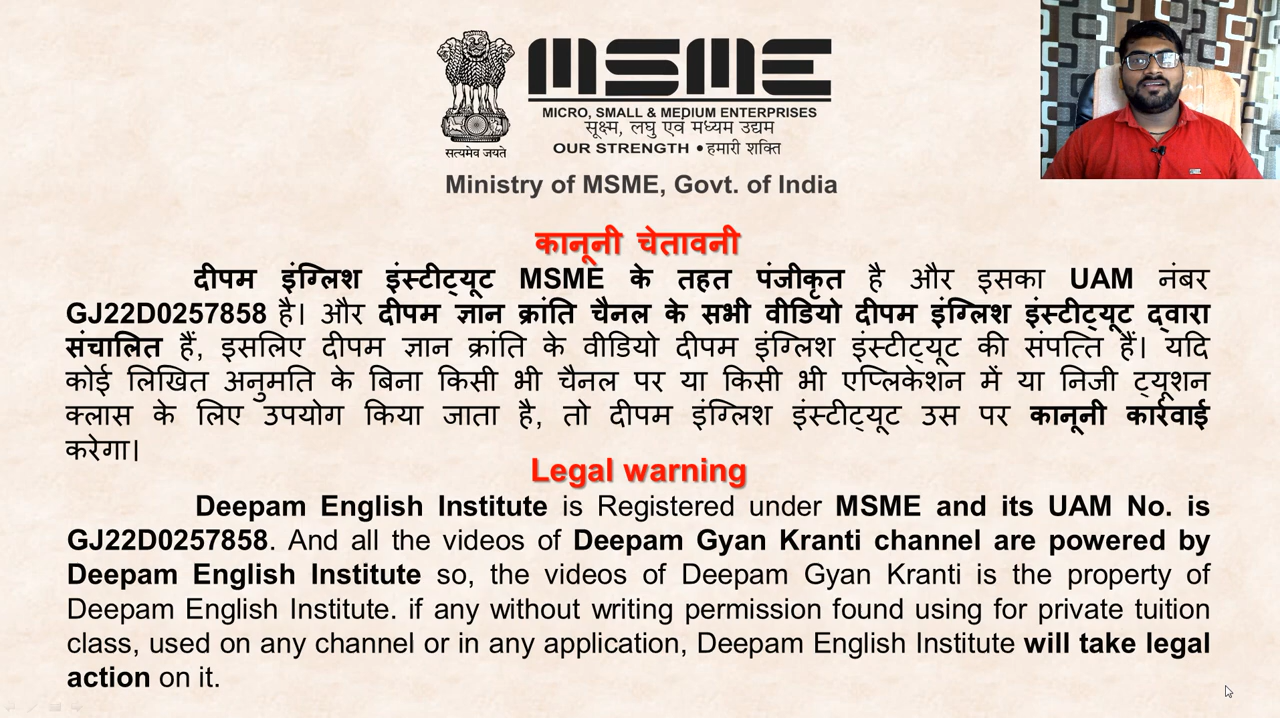 MSME
MICRO, SMALL & MEDIUM ENTERPRISES
सूक्ष्म, लघु एवं मध्यम उद्यम
सत्यमेव जयते
OUR STRENGTH • हमारी शक्ति
Ministry of MSME, Govt. of India
कानूनी चेतावनी
दीपम इंग्लिश इंस्टीट्यूट MSME के तहत पंजीकृत है और इसका UAM नंबर
GJ22D0257858 है। और दीपम ज्ञान क्रांति चैनल के सभी वीडियो दीपम इंग्लिश इंस्टीट्यूट द्वारा
संचालित हैं, इसलिए दीपम ज्ञान क्रांति के वीडियो दीपम इंग्लिश इंस्टीट्यूट की संपत्ति हैं। यदि
कोई लिखित अनुमति के बिना किसी भी चैनल पर या किसी भी एप्लिकेशन में या निजी ट्यूशन
क्लास के लिए उपयोग किया जाता है, तो दीपम इंग्लिश इंस्टीट्यूट उस पर कानूनी कार्रवाई
करेगा।
Legal warning
Deepam English Institute is Registered under MSME and its UAM No. is
GJ22D0257858. And all the videos of Deepam Gyan Kranti channel are powered by
Deepam English Institute so, the videos of Deepam Gyan Kranti is the property of
Deepam English Institute. if any without writing permission found using for private tuition
class, used on any channel or in any application, Deepam English Institute will take legal
action on it.